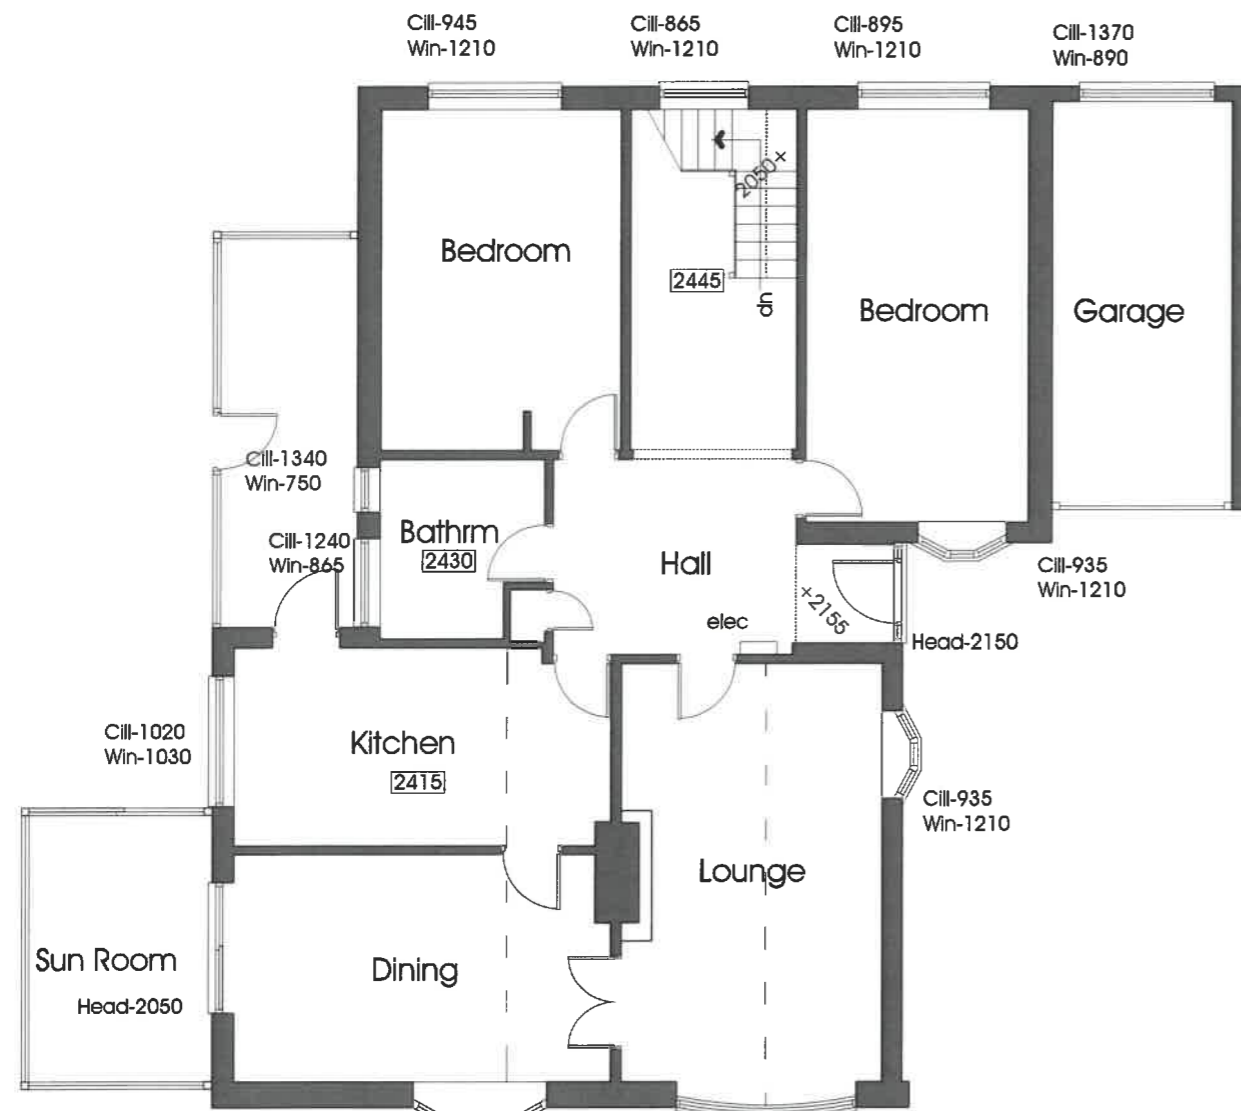 Cill-945
Win-1210
Cill-865
Win-1210
Cill-895
Win-1210
Cill-1370
Win-890
2050+
Bedroom
2445
up
Bedroom
Garage
Cill-1340
Win-750
Cill-1240
Win-865
Bathrm
2430
Hall
Cill-935
Win-1210
+2155
elec
Head-2150
Cill-1020
Win-1030
Kitchen
2415
Cill-935
Win-1210
Lounge
Sun Room
Head-2050
Dining